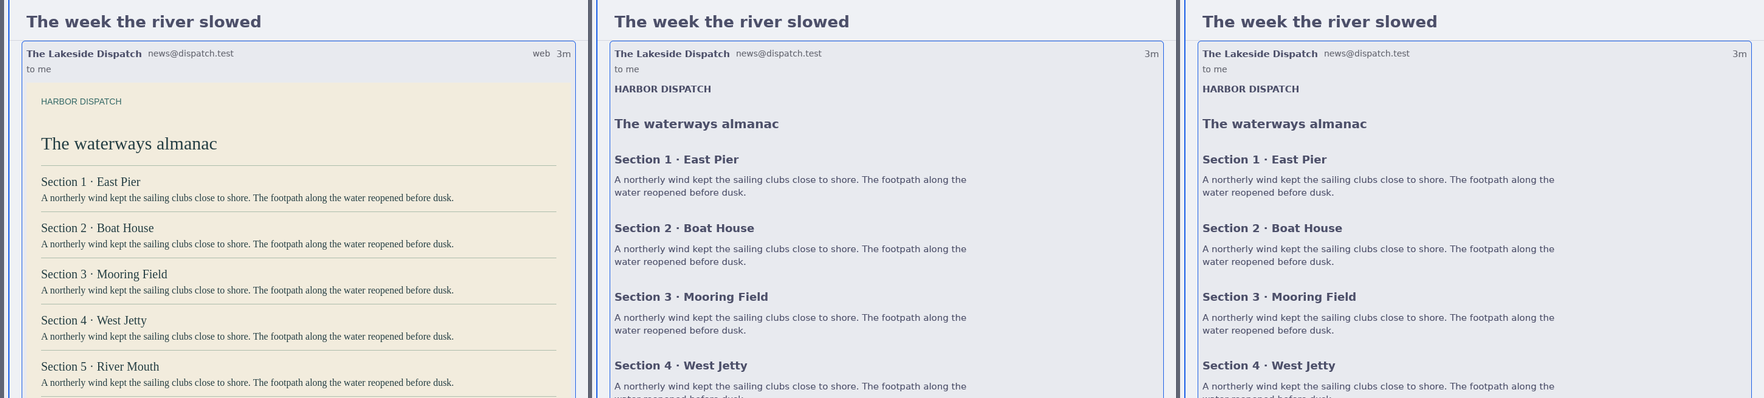 The week the river slowed
The Lakeside Dispatch news@dispatch.test web 3m
to me
HARBOR DISPATCH
The waterways almanac
Section 1 · East Pier
A northerly wind kept the sailing clubs close to shore. The footpath along the water reopened before dusk.
Section 2 · Boat House
A northerly wind kept the sailing clubs close to shore. The footpath along the water reopened before dusk.
Section 3 · Mooring Field
A northerly wind kept the sailing clubs close to shore. The footpath along the water reopened before dusk.
Section 4 · West Jetty
A northerly wind kept the sailing clubs close to shore. The footpath along the water reopened before dusk.
Section 5 · River Mouth
A northerly wind kept the sailing clubs close to shore. The footpath along the water reopened before dusk.
The week the river slowed
The Lakeside Dispatch news@dispatch.test 3m
to me
HARBOR DISPATCH
The waterways almanac
Section 1 · East Pier
A northerly wind kept the sailing clubs close to shore. The footpath along the
water reopened before dusk.
Section 2 · Boat House
A northerly wind kept the sailing clubs close to shore. The footpath along the
water reopened before dusk.
Section 3 · Mooring Field
A northerly wind kept the sailing clubs close to shore. The footpath along the
water reopened before dusk.
Section 4 · West Jetty
A northerly wind kept the sailing clubs close to shore. The footpath along the
The week the river slowed
The Lakeside Dispatch news@dispatch.test 3m
to me
HARBOR DISPATCH
The waterways almanac
Section 1 · East Pier
A northerly wind kept the sailing clubs close to shore. The footpath along the
water reopened before dusk.
Section 2 · Boat House
A northerly wind kept the sailing clubs close to shore. The footpath along the
water reopened before dusk.
Section 3 · Mooring Field
A northerly wind kept the sailing clubs close to shore. The footpath along the
water reopened before dusk.
Section 4 · West Jetty
A northerly wind kept the sailing clubs close to shore. The footpath along the